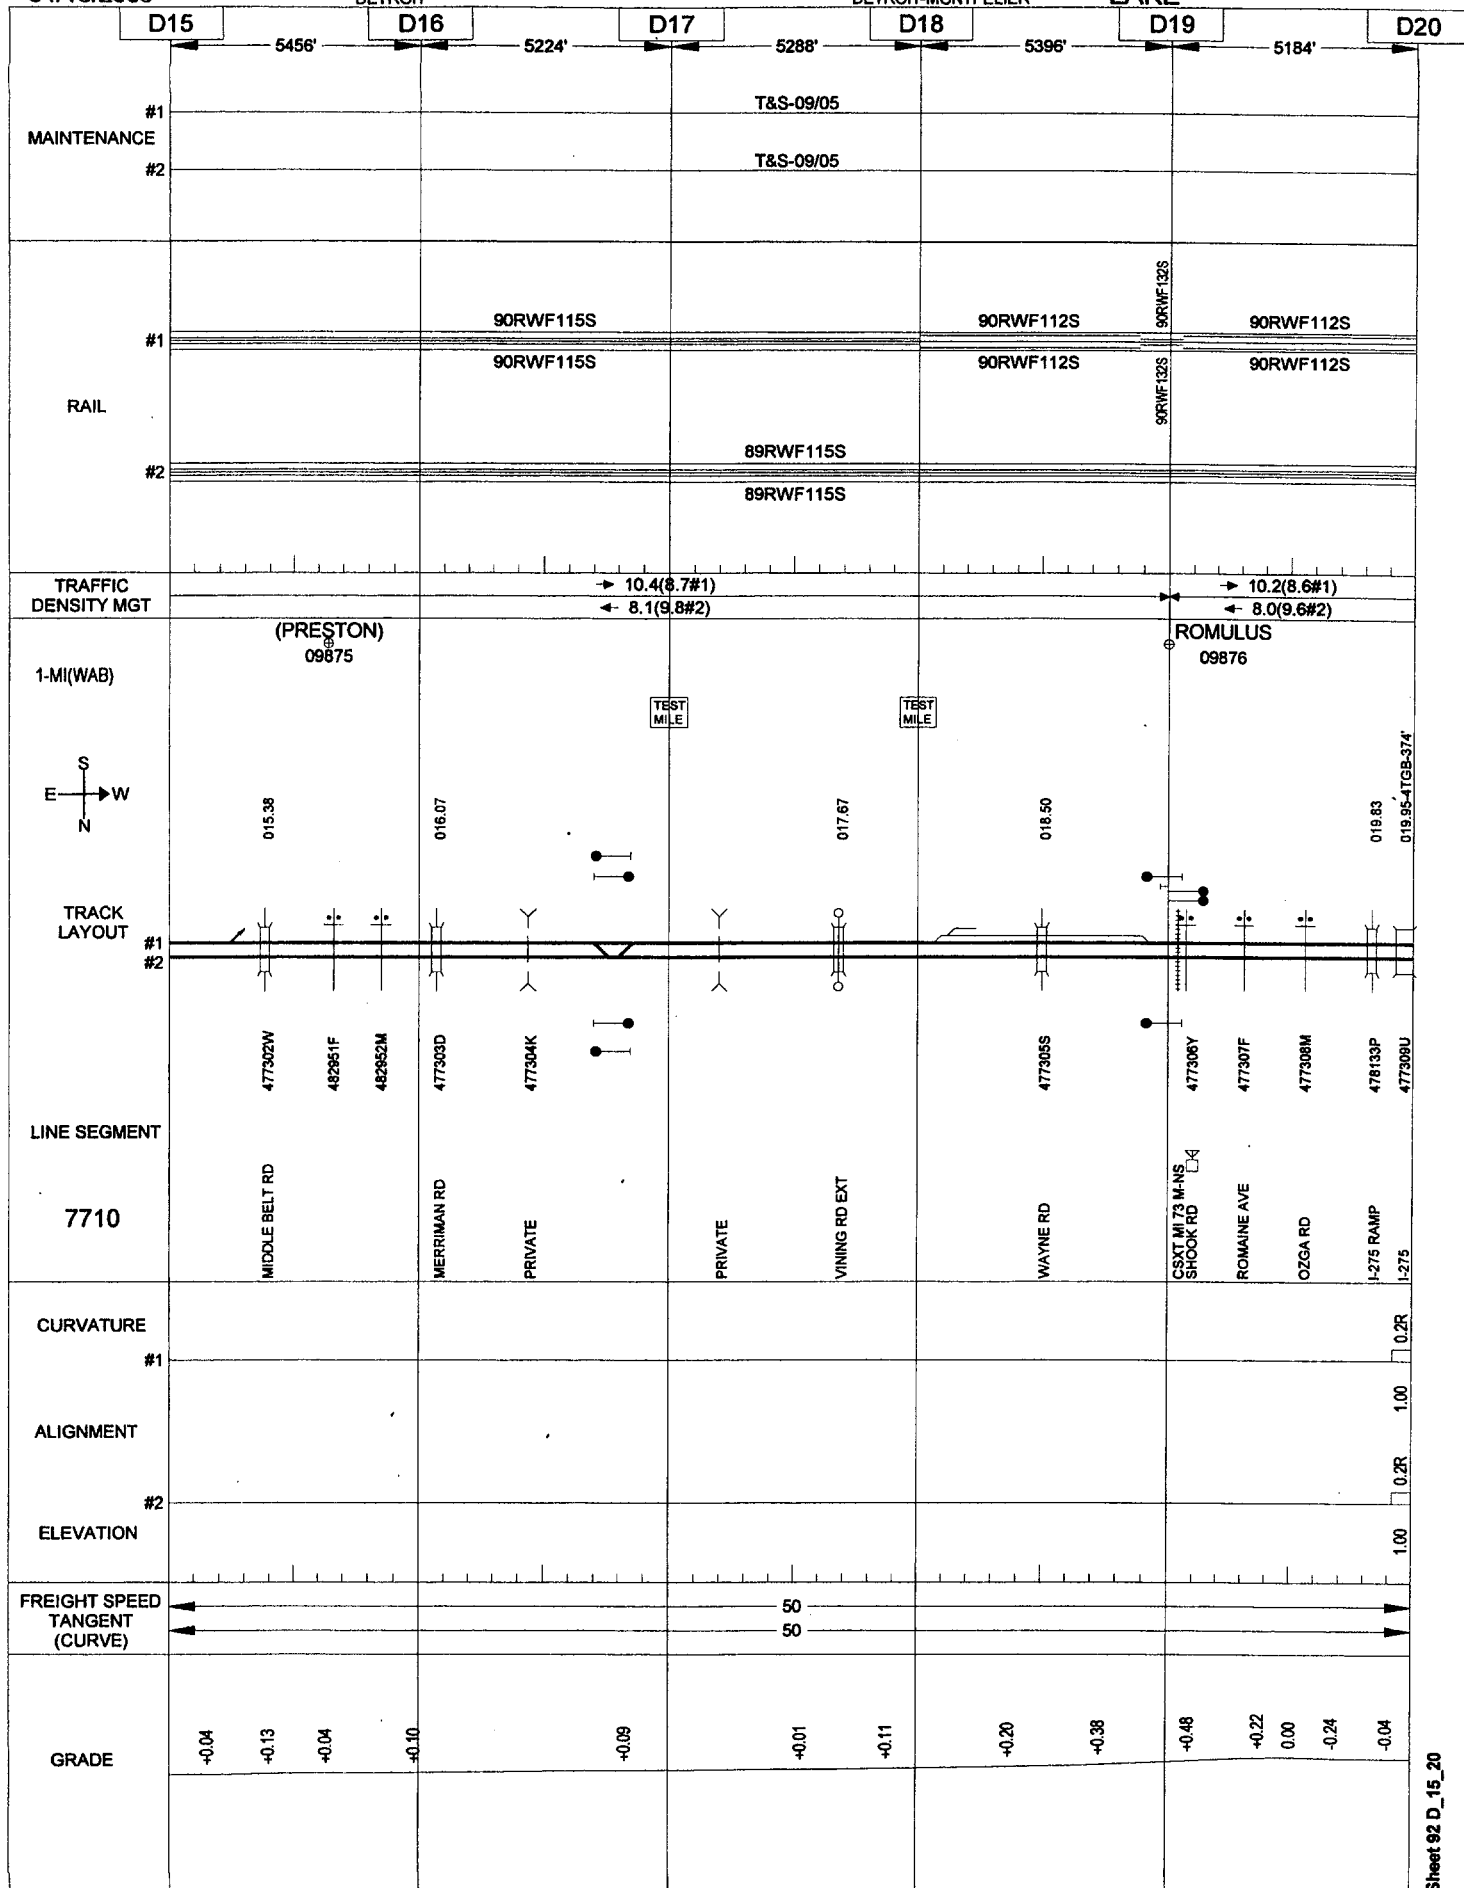 DETROIT
DETROIT-MONTPELIER
LAKE
D15
D16
D17
D18
D19
D20
5456'
5224'
5288'
5396'
5184'
MAINTENANCE
#1
T&S-09/05
#2
T&S-09/05
RAIL
#1
90RWF115S
90RWF112S
90RWF132S
90RWF112S
90RWF115S
90RWF112S
90RWF132S
90RWF112S
#2
89RWF115S
89RWF115S
TRAFFIC
DENSITY MGT
10.4(8.7#1)
10.2(8.6#1)
8.1(9.8#2)
8.0(9.6#2)
1-MI(WAB)
(PRESTON)
09875
ROMULUS
09876
TEST
MILE
TEST
MILE
S
E W
N
015.38
016.07
017.67
018.50
019.83
019.95-4TGB-374'
TRACK
LAYOUT
#1
#2
477302W
482951F
482952M
477303D
477304K
477305S
477306Y
477307F
477308M
478133P
477309U
LINE SEGMENT
7710
MIDDLE BELT RD
MERRIMAN RD
PRIVATE
PRIVATE
VINING RD EXT
WAYNE RD
CSXT MI 73 M-NS
SHOOK RD
ROMAINE AVE
OZGA RD
I-275 RAMP
I-275
CURVATURE
#1
0.2R
1.00
ALIGNMENT
#2
0.2R
1.00
ELEVATION
FREIGHT SPEED
TANGENT
(CURVE)
50
50
GRADE
+0.04
+0.13
+0.04
+0.10
+0.09
+0.01
+0.11
+0.20
+0.38
+0.48
+0.22
0.00
-0.24
-0.04
Sheet 92 D_15_20